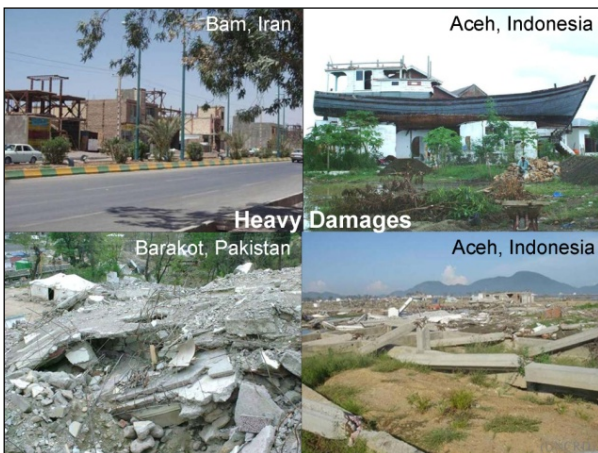 Bam, Iran
Aceh, Indonesia
Heavy Damages
Barakot, Pakistan
Aceh, Indonesia